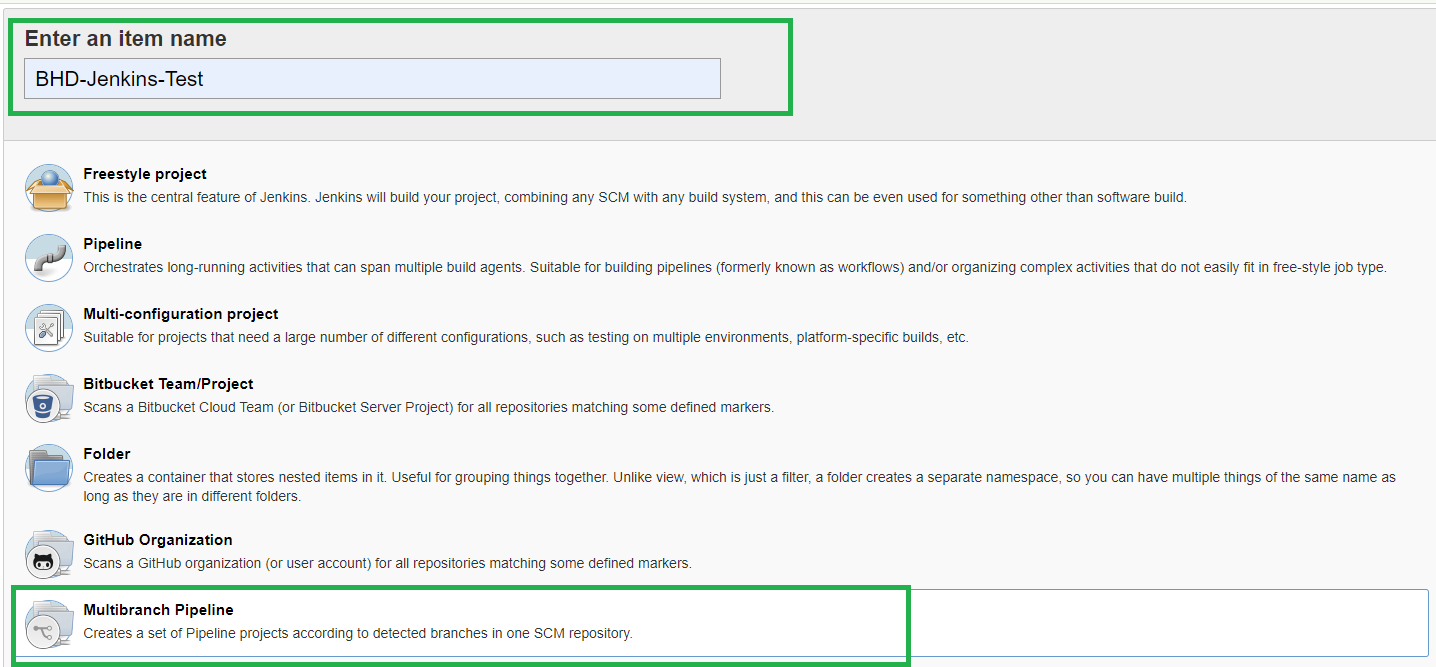 Enter an item name
BHD-Jenkins-Test
Freestyle project
This is the central feature of Jenkins. Jenkins will build your project, combining any SCM with any build system, and this can be even used for something other than software build.
Pipeline
Orchestrates long-running activities that can span multiple build agents. Suitable for building pipelines (formerly known as workflows) and/or organizing complex activities that do not easily fit in free-style job type.
Multi-configuration project
Suitable for projects that need a large number of different configurations, such as testing on multiple environments, platform-specific builds, etc.
Bitbucket Team/Project
Scans a Bitbucket Cloud Team (or Bitbucket Server Project) for all repositories matching some defined markers.
Folder
Creates a container that stores nested items in it. Useful for grouping things together. Unlike view, which is just a filter, a folder creates a separate namespace, so you can have multiple things of the same name as
long as they are in different folders.
GitHub Organization
Scans a GitHub organization (or user account) for all repositories matching some defined markers.
Multibranch Pipeline
Creates a set of Pipeline projects according to detected branches in one SCM repository.